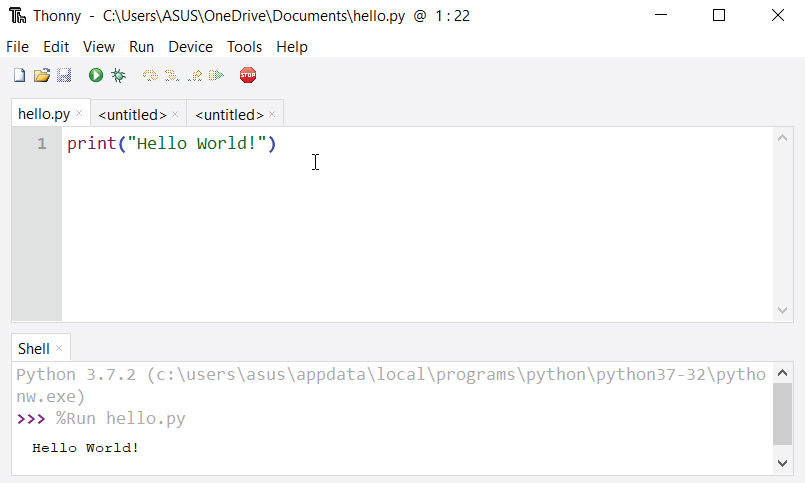 Thonny - C:\Users\ASUS\OneDrive\Documents\hello.py @ 1:22
File Edit View Run Device Tools Help
STOP
hello.py × <untitled> × <untitled> ×
1 print("Hello World!")
Shell ×
Python 3.7.2 (c:\users\asus\appdata\local\programs\python\python37-32\pytho
nw.exe)
>>> %Run hello.py
Hello World!